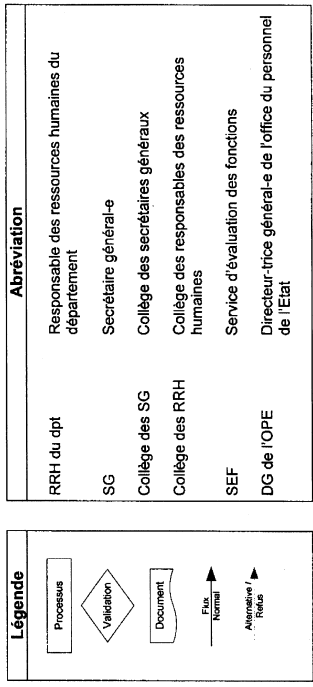 Légende
Processus
Validation
Document
Flux
Normal
Alternative /
Refus
Abréviation
RRH du dpt
Responsable des ressources humaines du
département
SG
Secrétaire général-e
Collège des SG
Collège des secrétaires généraux
Collège des RRH
Collège des responsables des ressources
humaines
SEF
Service d'évaluation des fonctions
DG de l'OPE
Directeur-trice général-e de l'office du personnel
de l'Etat